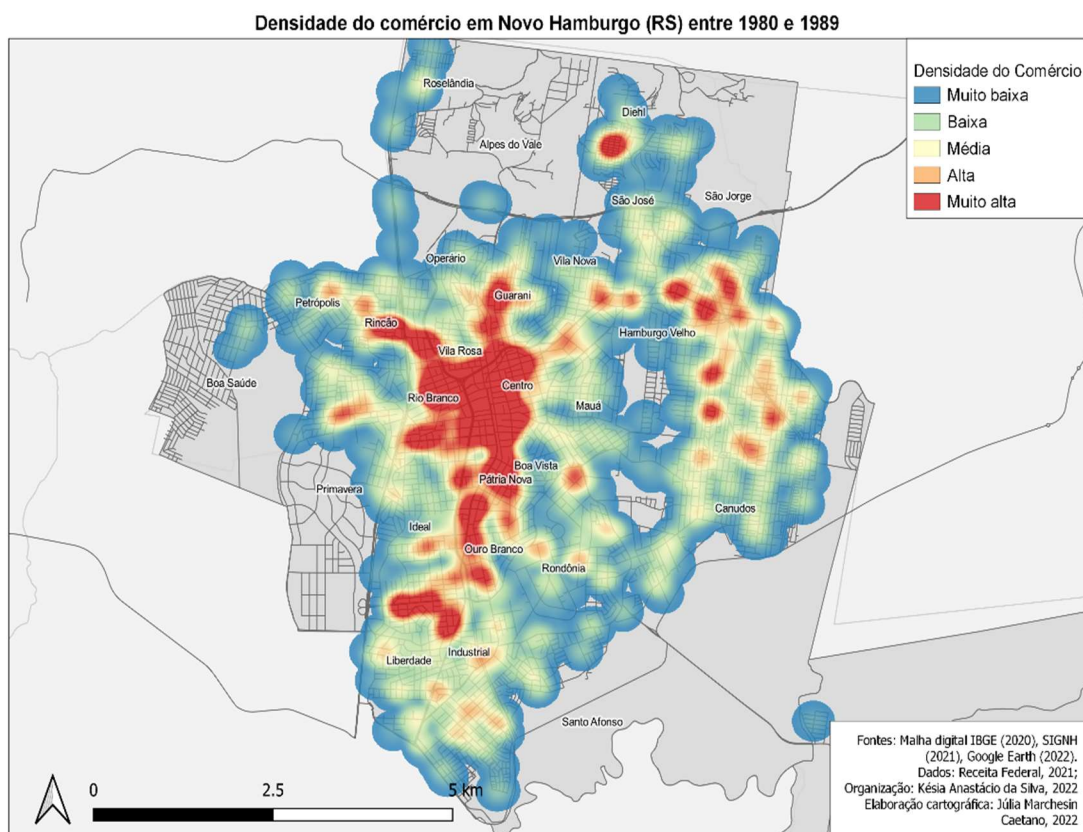 Densidade do comércio em Novo Hamburgo (RS) entre 1980 e 1989
Densidade do Comércio
Muito baixa
Baixa
Média
Alta
Muito alta
Roselândia
Diehl
Alpes do Vale
São José
São Jorge
Operário
Vila Nova
Petrópolis
Guarani
Rincão
Hamburgo Velho
Vila Rosa
Boa Saúde
Centro
Rio Branco
Mauá
Boa Vista
Pátria Nova
Primavera
Canudos
Ideal
Ouro Branco
Rondônia
Industrial
Liberdade
Santo Afonso
0
2.5
5 km
Fontes: Malha digital IBGE (2020), SIGNH
(2021), Google Earth (2022).
Dados: Receita Federal, 2021;
Organização: Késia Anastácio da Silva, 2022
Elaboração cartográfica: Júlia Marchesin
Caetano, 2022